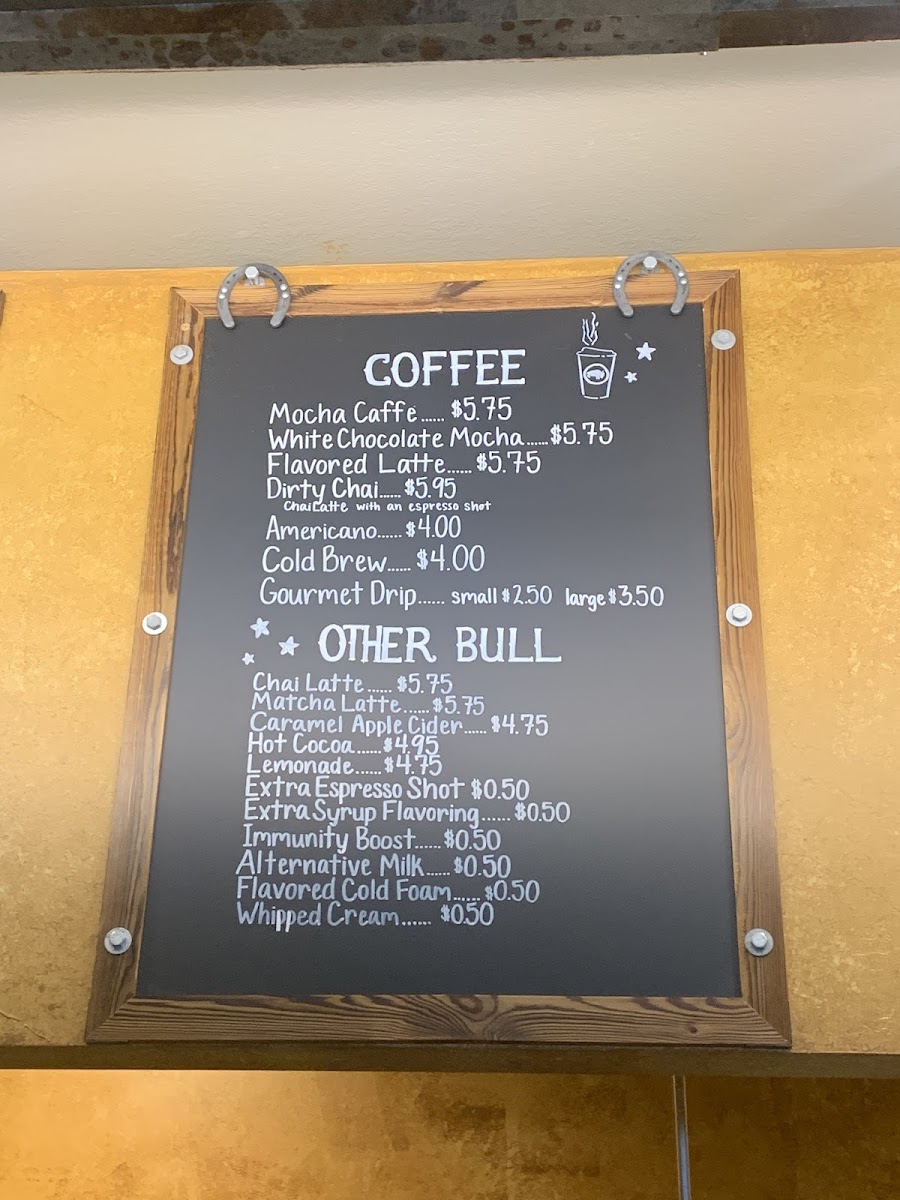 COFFEE
Mocha Caffe...... $5.75
White Chocolate Mocha......$5.75
Flavored Latte...... $5.75
Dirty Chai...... $5.95
Chai Latte with an espresso shot
Americano...... $4.00
Cold Brew...... $4.00
Gourmet Drip...... small $2.50 large $3.50
OTHER BULL
Chai Latte...... $5.75
Matcha Latte...... $5.75
Caramel Apple Cider...... $4.75
Hot Cocoa...... $4.95
Lemonade...... $4.75
Extra Espresso Shot $0.50
Extra Syrup Flavoring...... $0.50
Immunity Boost...... $0.50
Alternative Milk...... $0.50
Flavored Cold Foam...... $0.50
Whipped Cream...... $0.50